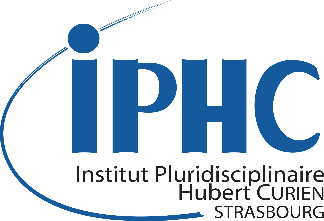 iPHC
Institut Pluridisciplinaire
Hubert CURIEN
STRASBOURG